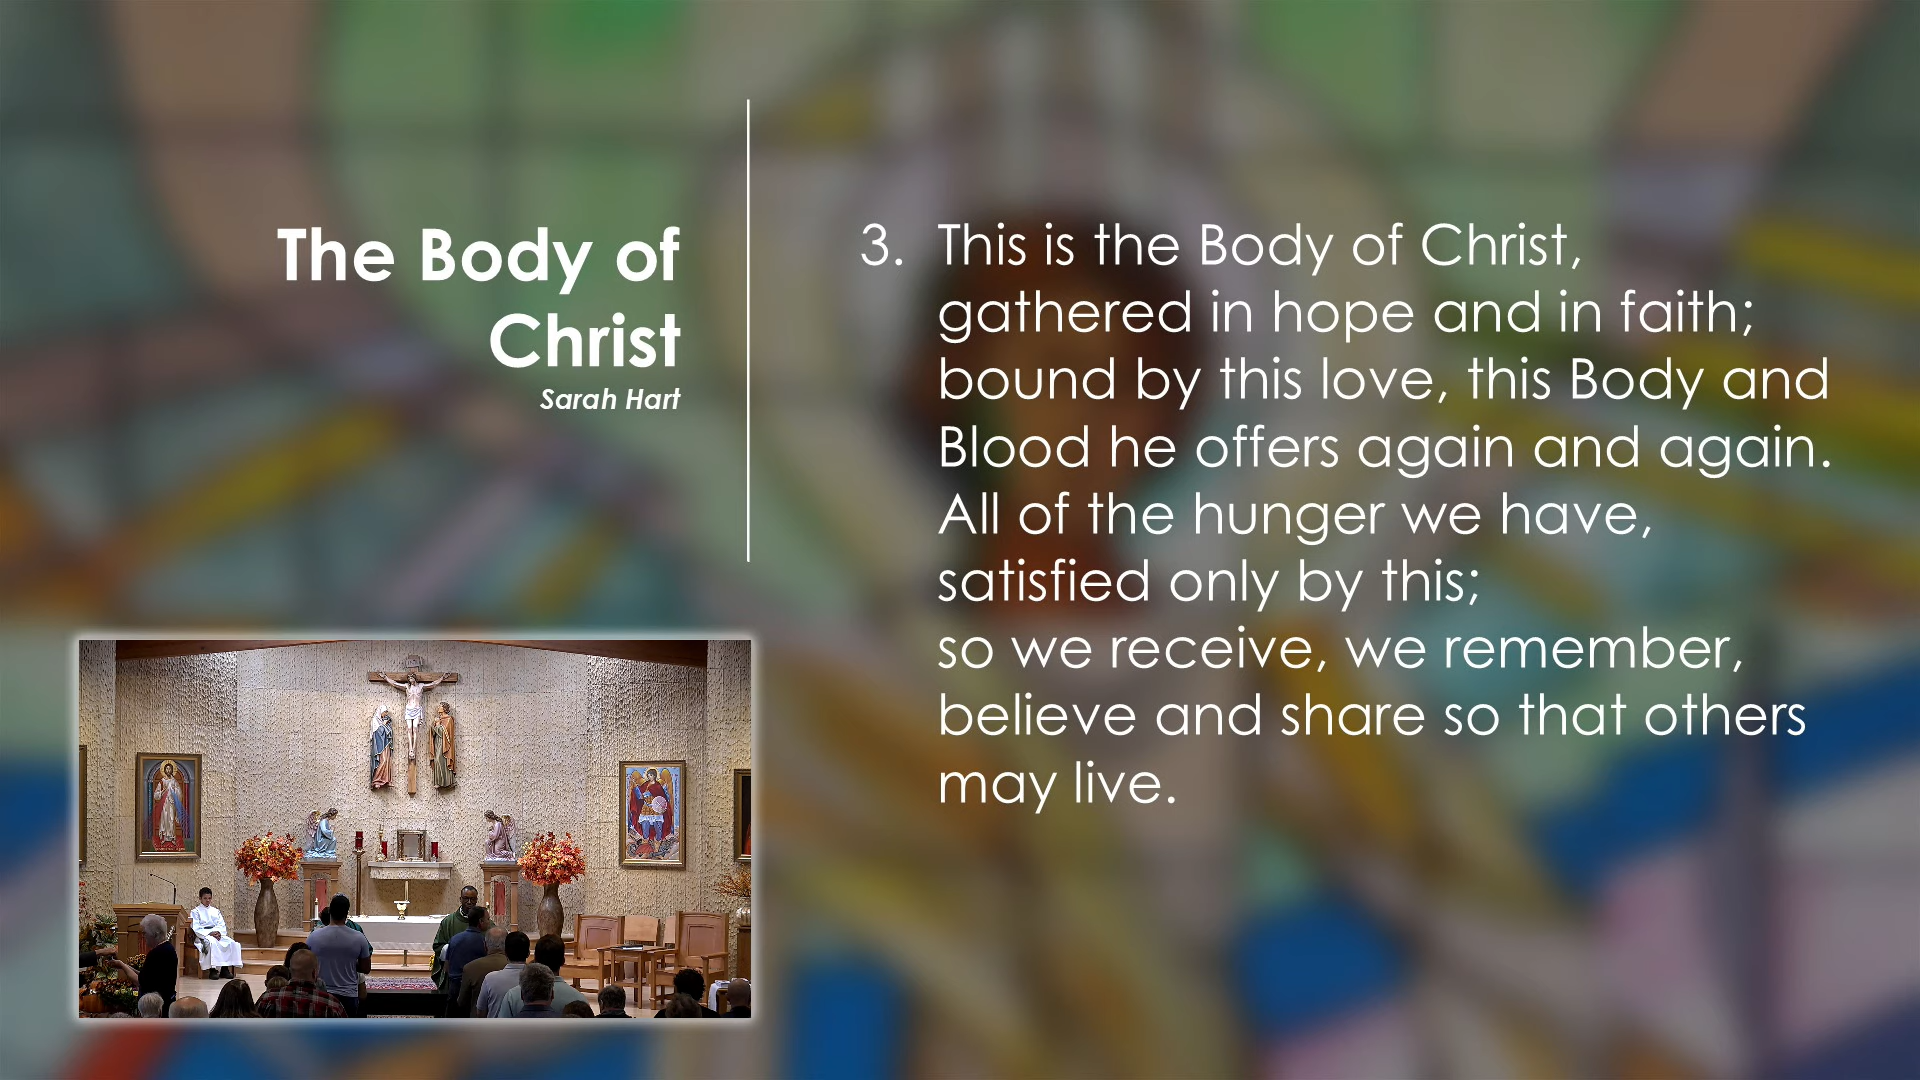 The Body of
Christ
Sarah Hart
3. This is the Body of Christ,
gathered in hope and in faith;
bound by this love, this Body and
Blood he offers again and again.
All of the hunger we have,
satisfied only by this;
so we receive, we remember,
believe and share so that others
may live.